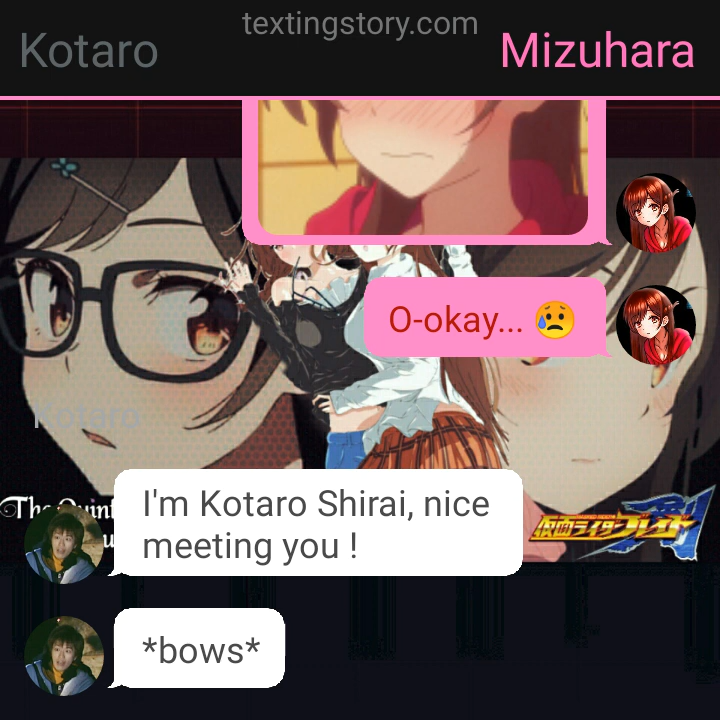 textingstory.com
Kotaro
Mizuhara
O-okay... 😥
Kotaro
I'm Kotaro Shirai, nice
meeting you !
仮面ライダーブレイド
剣
*bows*